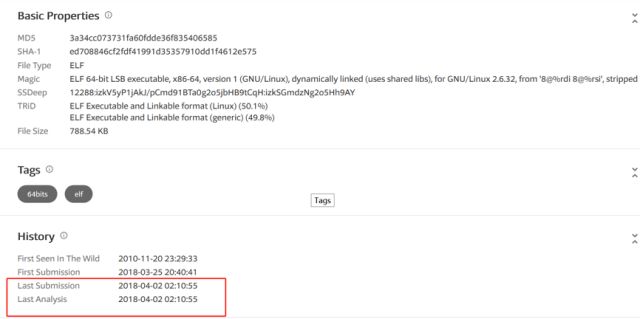 Basic Properties
MD5 3a34cc073731fa60fdde36f835406585
SHA-1 ed708846cf2fdf41991d35357910dd1f4612e575
File Type ELF
Magic ELF 64-bit LSB executable, x86-64, version 1 (GNU/Linux), dynamically linked (uses shared libs), for GNU/Linux 2.6.32, from '8@%rdi 8@%rsi', stripped
SSDeep 12288:izkV5yP1jAkJ/pCmd91BTa0g2o5jbHB9tCqH:izkSGmdzNg2o5Hh9AY
TRiD ELF Executable and Linkable format (Linux) (50.1%)
ELF Executable and Linkable format (generic) (49.8%)
File Size 788.54 KB
Tags
64bits elf
Tags
History
First Seen In The Wild 2010-11-20 23:29:33
First Submission 2018-03-25 20:40:41
Last Submission 2018-04-02 02:10:55
Last Analysis 2018-04-02 02:10:55